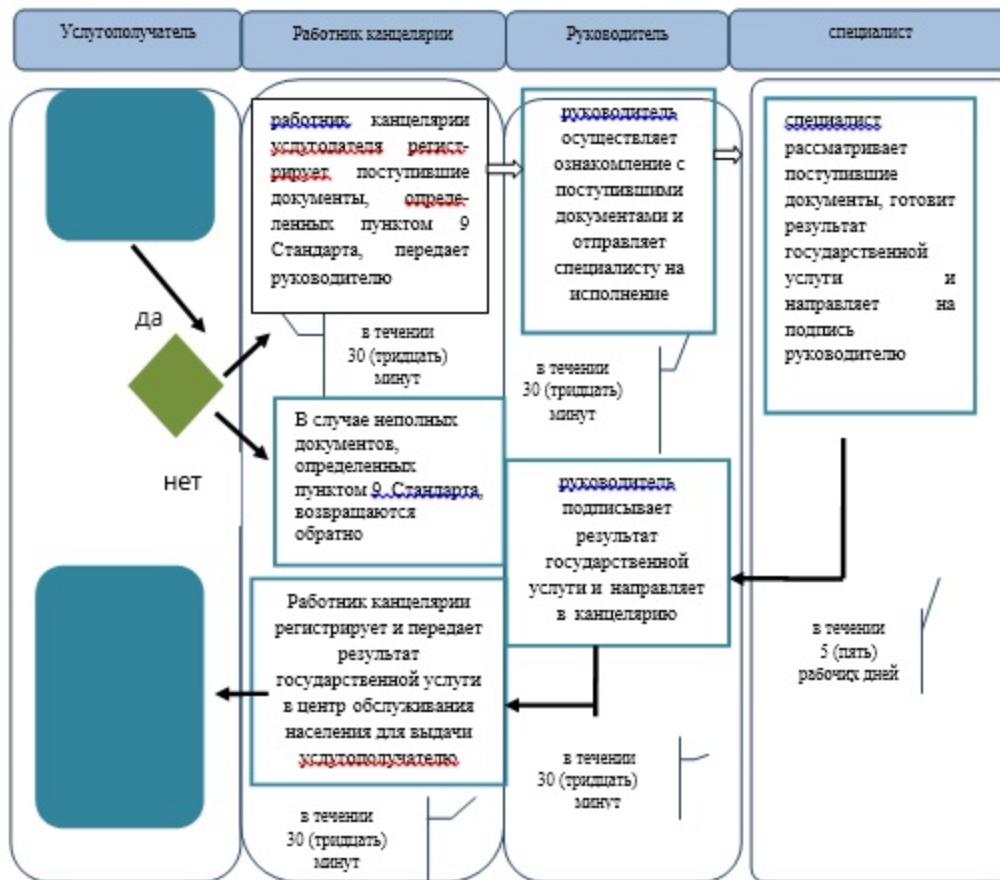 Услугополучатель
Работник канцелярии
Руководитель
специалист
работник канцелярии
услугодателя регист-
рирует поступившие
документы, опреде-
ленных пунктом 9
Стандарта, передает
руководителю
руководитель
осуществляет
ознакомление с
поступившими
документами и
отправляет
специалисту на
исполнение
специалист
рассматривает
поступившие
документы, готовит
результат
государственной
услуги и
направляет на
подпись
руководителю
да
в течении
30 (тридцать)
минут
в течении
30 (тридцать)
минут
В случае неполных
документов,
определенных
пунктом 9 Стандарта,
возвращаются
обратно
нет
руководитель
подписывает
результат
государственной
услуги и направляет
в канцелярию
Работник канцелярии
регистрирует и передает
результат
государственной услуги
в центр обслуживания
населения для выдачи
услугополучателю
в течении
5 (пять)
рабочих дней
в течении
30 (тридцать)
минут
в течении
30 (тридцать)
минут